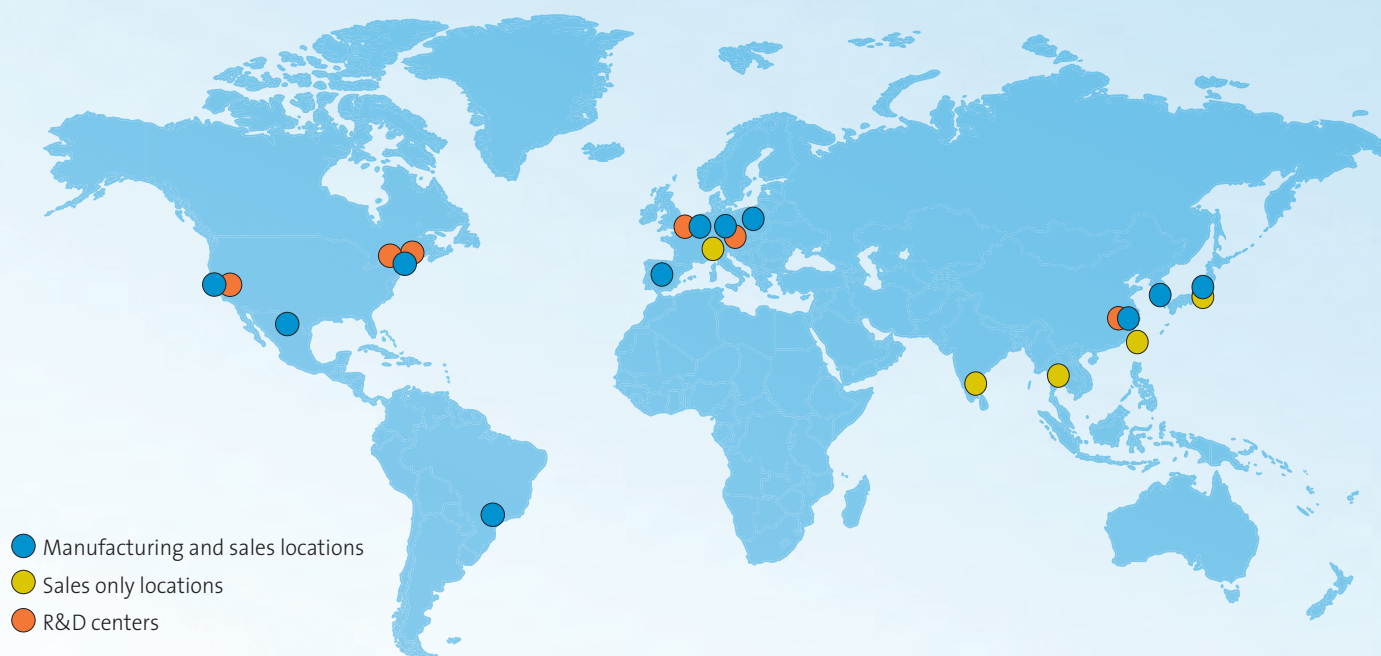 Manufacturing and sales locations
Sales only locations
R&D centers